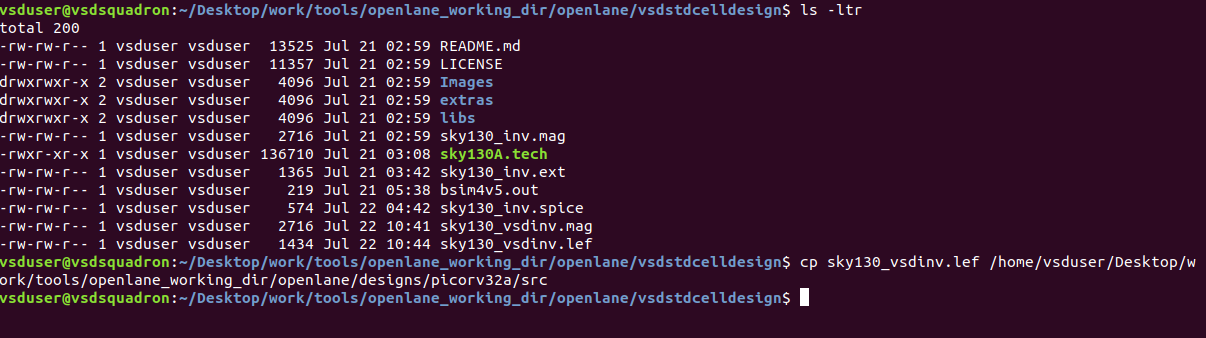 vsduser@vsdsquadron:~/Desktop/work/tools/openlane_working_dir/openlane/vsdstdcelldesign$ ls -ltr
total 200
-rw-rw-r-- 1 vsduser vsduser  13525 Jul 21 02:59 README.md
-rw-rw-r-- 1 vsduser vsduser  11357 Jul 21 02:59 LICENSE
drwxrwxr-x 2 vsduser vsduser   4096 Jul 21 02:59 Images
drwxrwxr-x 2 vsduser vsduser   4096 Jul 21 02:59 extras
drwxrwxr-x 2 vsduser vsduser   4096 Jul 21 02:59 libs
-rw-rw-r-- 1 vsduser vsduser   2716 Jul 21 02:59 sky130_inv.mag
-rwxr-xr-x 1 vsduser vsduser 136710 Jul 21 03:08 sky130A.tech
-rw-rw-r-- 1 vsduser vsduser   1365 Jul 21 03:42 sky130_inv.ext
-rw-rw-r-- 1 vsduser vsduser    219 Jul 21 05:38 bsim4v5.out
-rw-rw-r-- 1 vsduser vsduser    574 Jul 22 04:42 sky130_inv.spice
-rw-rw-r-- 1 vsduser vsduser   2716 Jul 22 10:41 sky130_vsdinv.mag
-rw-rw-r-- 1 vsduser vsduser   1434 Jul 22 10:44 sky130_vsdinv.lef
vsduser@vsdsquadron:~/Desktop/work/tools/openlane_working_dir/openlane/vsdstdcelldesign$ cp sky130_vsdinv.lef /home/vsduser/Desktop/w
ork/tools/openlane_working_dir/openlane/designs/picorv32a/src
vsduser@vsdsquadron:~/Desktop/work/tools/openlane_working_dir/openlane/vsdstdcelldesign$